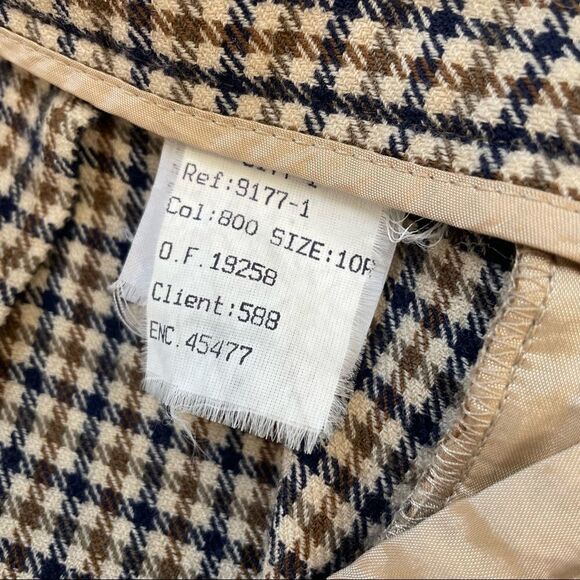 Ref:9177-1
Col:800 SIZE:10R
O.F.19258
Client:588
ENC.45477